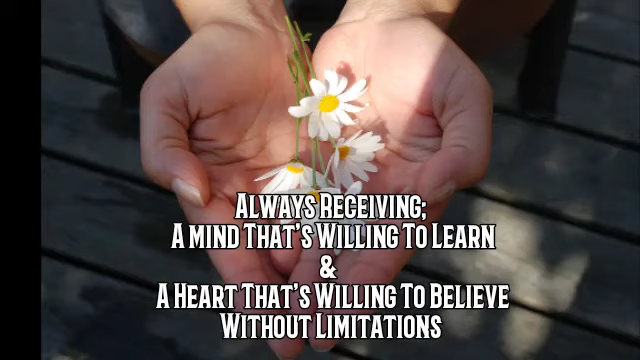 Always Receiving;
A mind That's Willing To Learn
&
A Heart That's Willing To Believe
Without Limitations